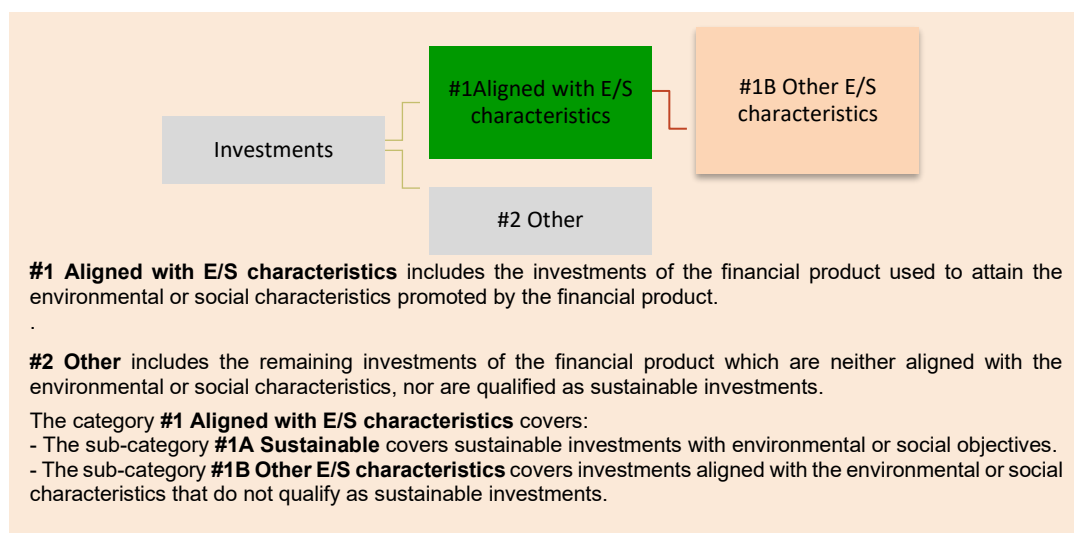 #1Aligned with E/S
characteristics
#1B Other E/S
characteristics
Investments
#2 Other
#1 Aligned with E/S characteristics includes the investments of the financial product used to attain the
environmental or social characteristics promoted by the financial product.
.
#2 Other includes the remaining investments of the financial product which are neither aligned with the
environmental or social characteristics, nor are qualified as sustainable investments.
The category #1 Aligned with E/S characteristics covers:
- The sub-category #1A Sustainable covers sustainable investments with environmental or social objectives.
- The sub-category #1B Other E/S characteristics covers investments aligned with the environmental or social
characteristics that do not qualify as sustainable investments.